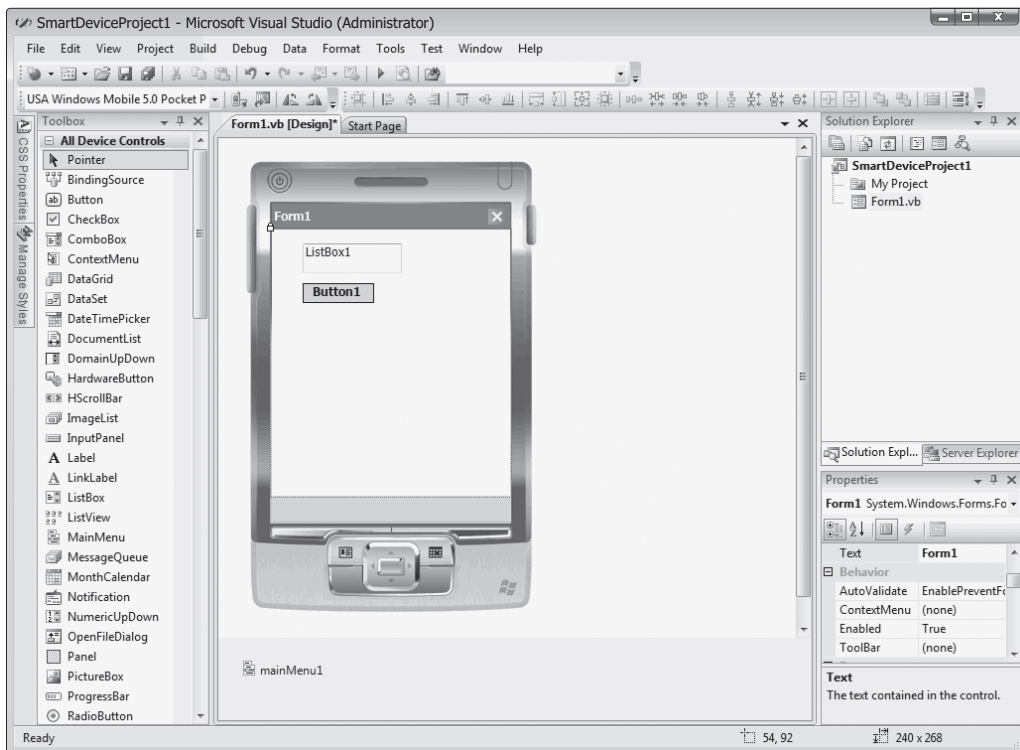 SmartDeviceProject1 - Microsoft Visual Studio (Administrator)
File Edit View Project Build Debug Data Format Tools Test Window Help
USA Windows Mobile 5.0 Pocket P
CSS Properties
Manage Styles
Toolbox
All Device Controls
Pointer
BindingSource
Button
CheckBox
ComboBox
ContextMenu
DataGrid
DataSet
DateTimePicker
DocumentList
DomainUpDown
HardwareButton
HScrollBar
ImageList
InputPanel
Label
LinkLabel
ListBox
ListView
MainMenu
MessageQueue
MonthCalendar
Notification
NumericUpDown
OpenFileDialog
Panel
PictureBox
ProgressBar
RadioButton
Form1.vb [Design]* Start Page
Form1
ListBox1
Button1
mainMenu1
Solution Explorer
SmartDeviceProject1
My Project
Form1.vb
Solution Expl... Server Explorer
Properties
Form1 System.Windows.Forms.Fo
Text Form1
Behavior
AutoValidate EnablePreventFo
ContextMenu (none)
Enabled True
ToolBar (none)
Text
The text contained in the control.
Ready 54, 92 240 x 268